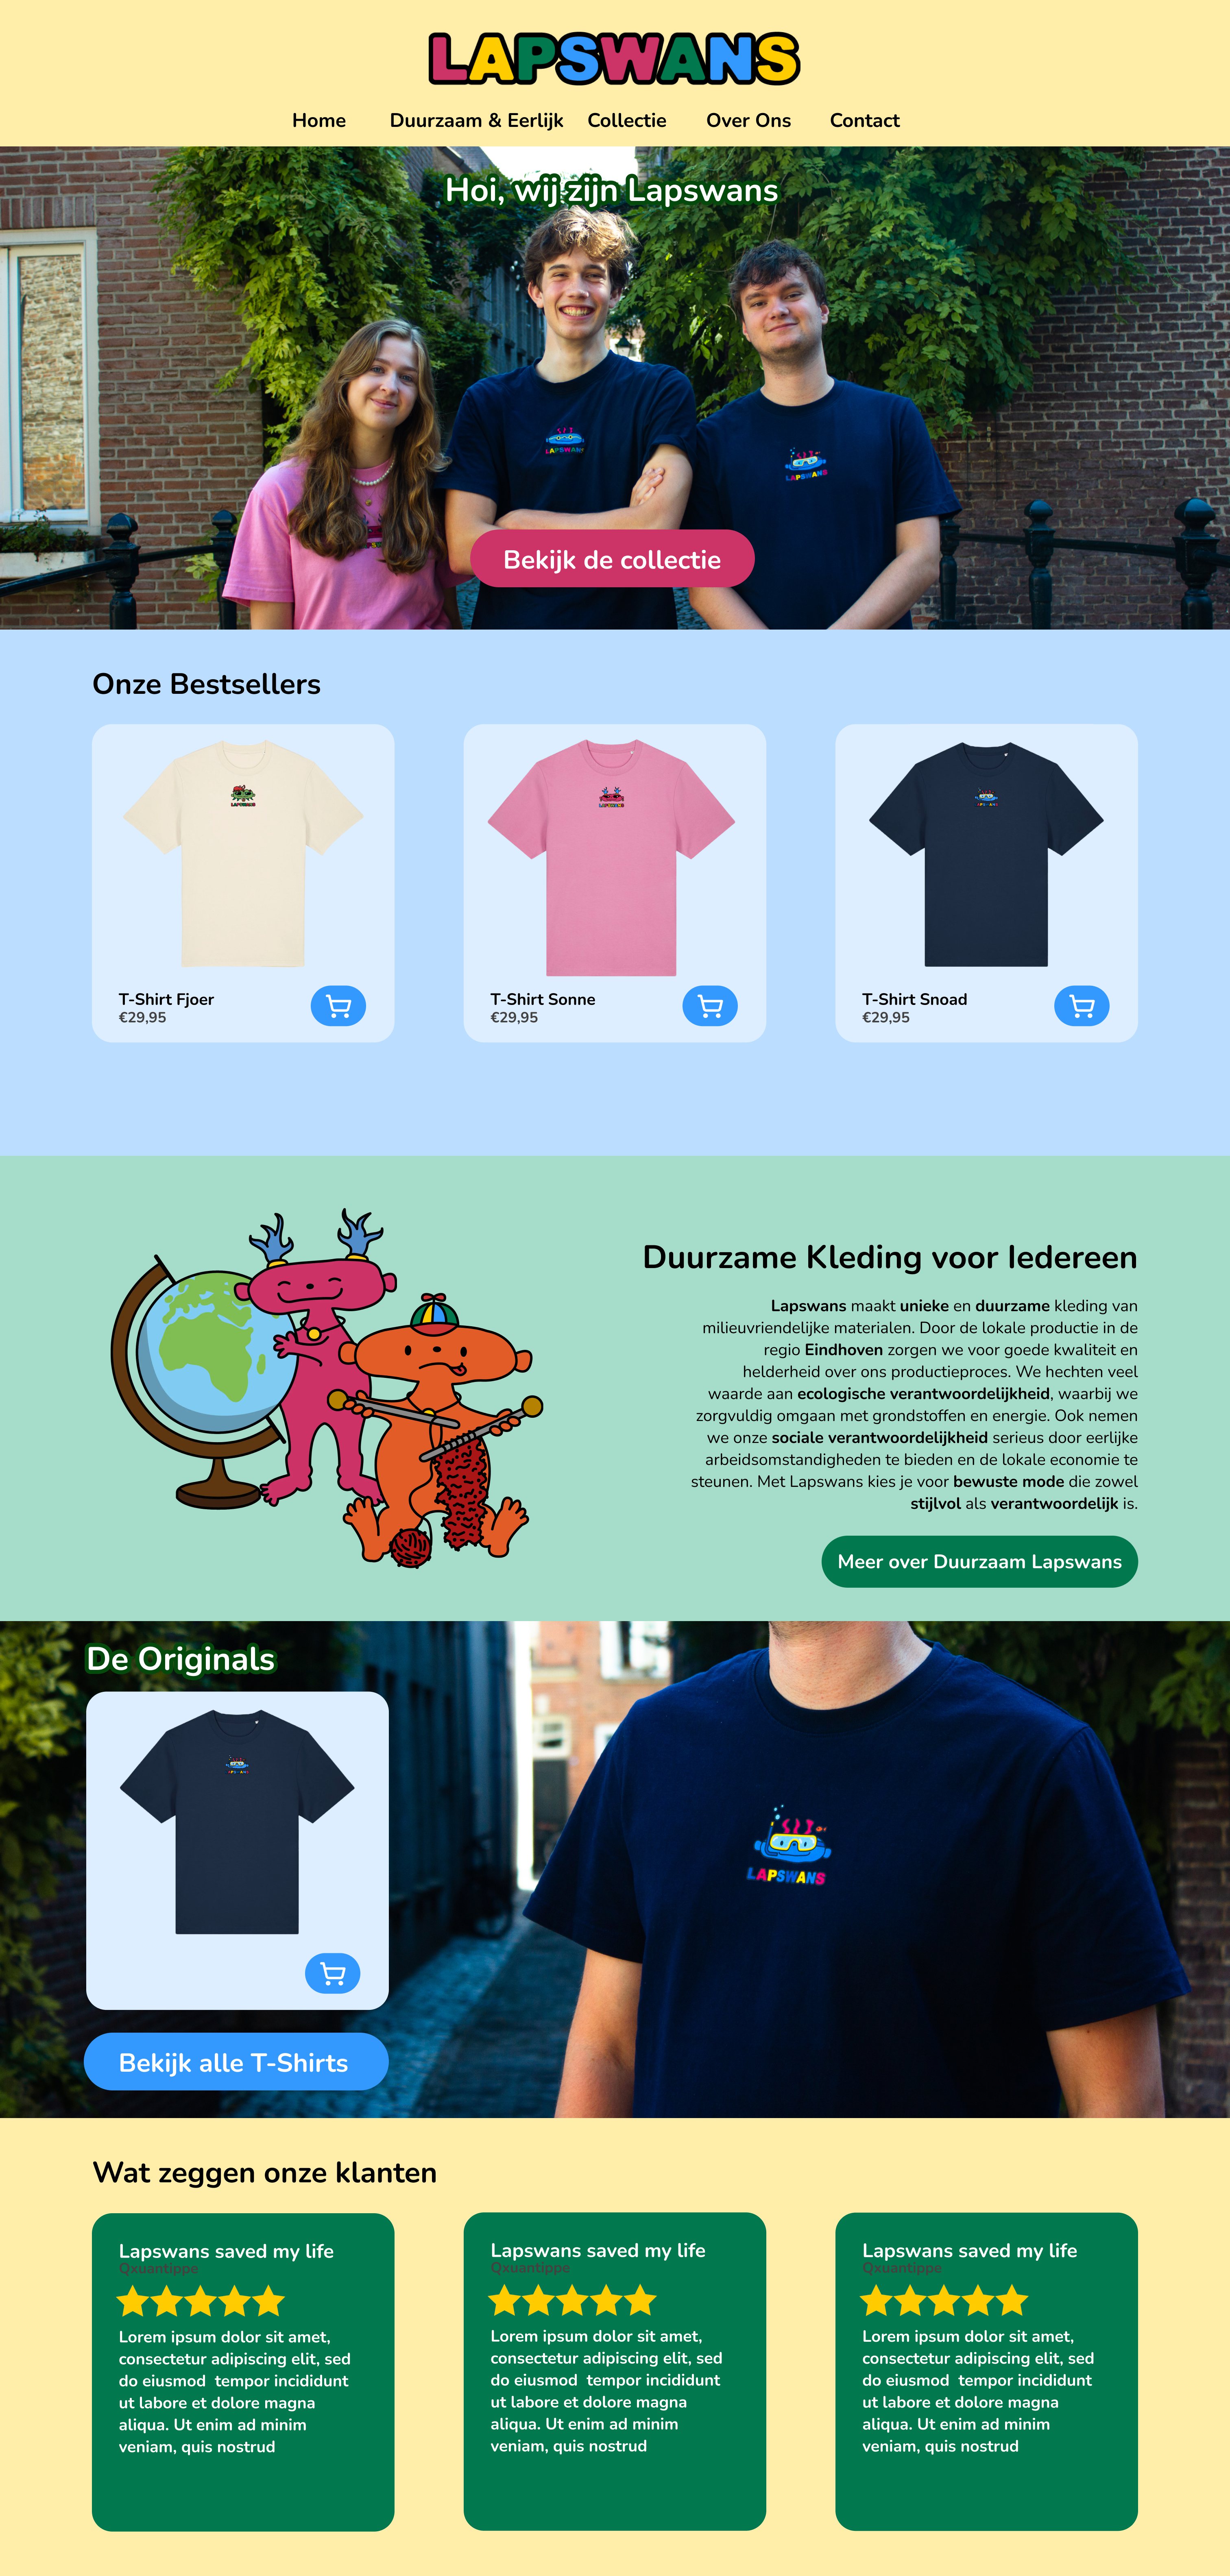 LAPSWANS
Home Duurzaam & Eerlijk Collectie Over Ons Contact
Hoi, wij zijn Lapswans
LAPSWANS
LAPSWANS
Bekijk de collectie
Onze Bestsellers
LAPSWANS
LAPSWANS
LAPSWANS
T-Shirt Fjoer
€29,95
T-Shirt Sonne
€29,95
T-Shirt Snoad
€29,95
Duurzame Kleding voor Iedereen
Lapswans maakt unieke en duurzame kleding van
milieuvriendelijke materialen. Door de lokale productie in de
regio Eindhoven zorgen we voor goede kwaliteit en
helderheid over ons productieproces. We hechten veel
waarde aan ecologische verantwoordelijkheid, waarbij we
zorgvuldig omgaan met grondstoffen en energie. Ook nemen
we onze sociale verantwoordelijkheid serieus door eerlijke
arbeidsomstandigheden te bieden en de lokale economie te
steunen. Met Lapswans kies je voor bewuste mode die zowel
stijlvol als verantwoordelijk is.
Meer over Duurzaam Lapswans
De Originals
LAPSWANS
LAPSWANS
Bekijk alle T-Shirts
Wat zeggen onze klanten
Lapswans saved my life
Qxuantippe
Lorem ipsum dolor sit amet,
consectetur adipiscing elit, sed
do eiusmod  tempor incididunt
ut labore et dolore magna
aliqua. Ut enim ad minim
veniam, quis nostrud
Lapswans saved my life
Qxuantippe
Lorem ipsum dolor sit amet,
consectetur adipiscing elit, sed
do eiusmod  tempor incididunt
ut labore et dolore magna
aliqua. Ut enim ad minim
veniam, quis nostrud
Lapswans saved my life
Qxuantippe
Lorem ipsum dolor sit amet,
consectetur adipiscing elit, sed
do eiusmod  tempor incididunt
ut labore et dolore magna
aliqua. Ut enim ad minim
veniam, quis nostrud